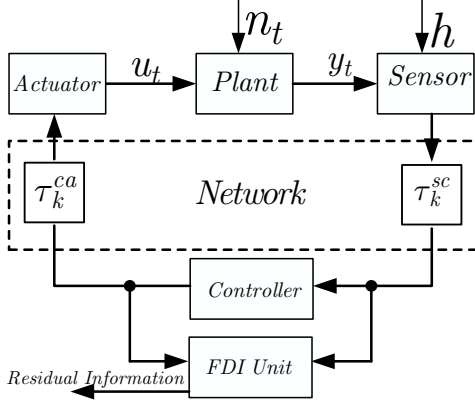 n_t
h
Actuator
u_t
Plant
y_t
Sensor
τ_k^{ca}
Network
τ_k^{sc}
Controller
FDI Unit
Residual Information